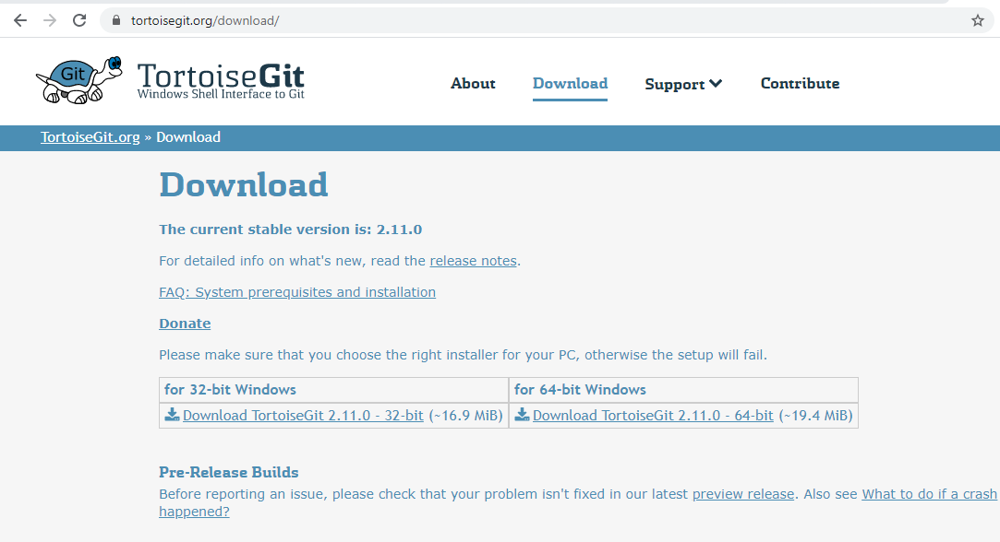 tortoisegit.org/download/
Git
TortoiseGit
Windows Shell Interface to Git
About Download Support Contribute
TortoiseGit.org » Download
Download
The current stable version is: 2.11.0
For detailed info on what's new, read the release notes.
FAQ: System prerequisites and installation
Donate
Please make sure that you choose the right installer for your PC, otherwise the setup will fail.
for 32-bit Windows for 64-bit Windows
Download TortoiseGit 2.11.0 - 32-bit (~16.9 MiB) Download TortoiseGit 2.11.0 - 64-bit (~19.4 MiB)
Pre-Release Builds
Before reporting an issue, please check that your problem isn't fixed in our latest preview release. Also see What to do if a crash
happened?